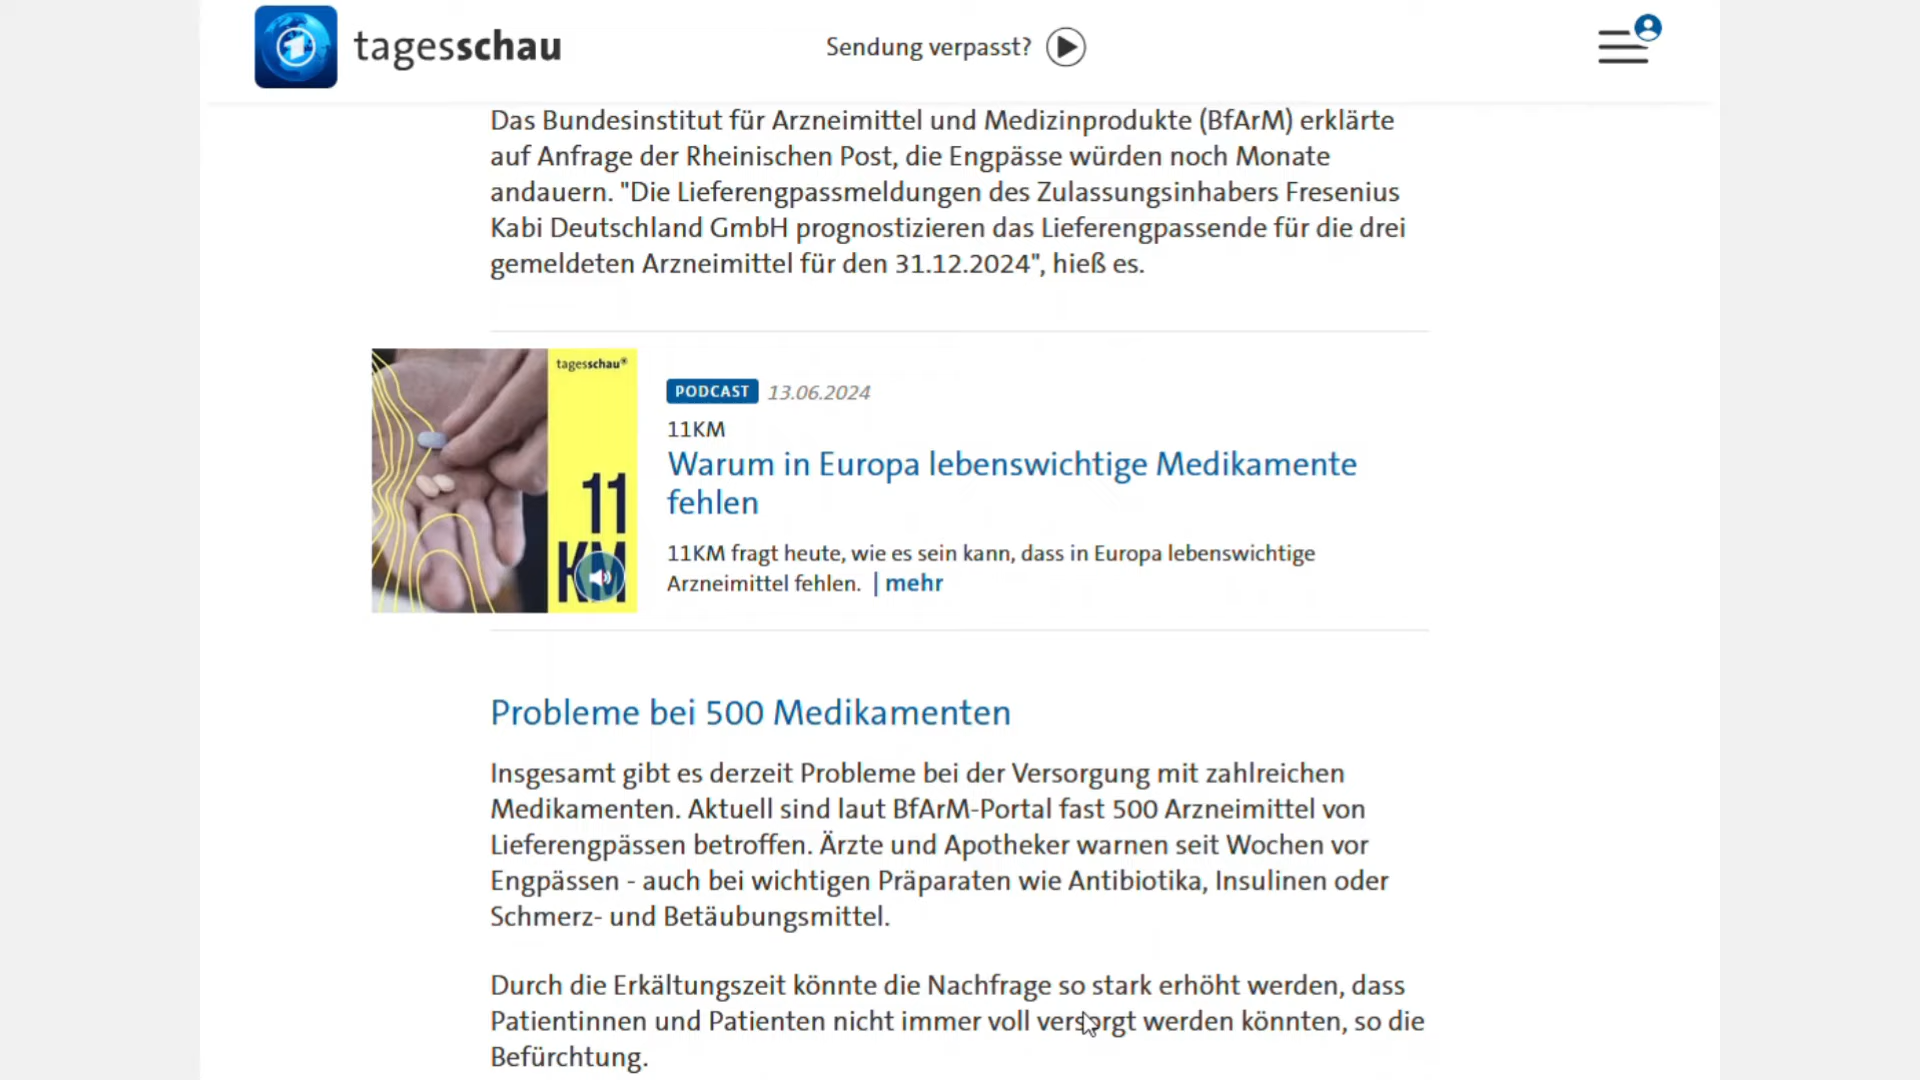 tagesschau
Sendung verpasst?
Das Bundesinstitut für Arzneimittel und Medizinprodukte (BfArM) erklärte
auf Anfrage der Rheinischen Post, die Engpässe würden noch Monate
andauern. "Die Lieferengpassmeldungen des Zulassungsinhabers Fresenius
Kabi Deutschland GmbH prognostizieren das Lieferengpassende für die drei
gemeldeten Arzneimittel für den 31.12.2024", hieß es.
tagesschau
11
KM
PODCAST 13.06.2024
11KM
Warum in Europa lebenswichtige Medikamente
fehlen
11KM fragt heute, wie es sein kann, dass in Europa lebenswichtige
Arzneimittel fehlen. | mehr
Probleme bei 500 Medikamenten
Insgesamt gibt es derzeit Probleme bei der Versorgung mit zahlreichen
Medikamenten. Aktuell sind laut BfArM-Portal fast 500 Arzneimittel von
Lieferengpässen betroffen. Ärzte und Apotheker warnen seit Wochen vor
Engpässen - auch bei wichtigen Präparaten wie Antibiotika, Insulinen oder
Schmerz- und Betäubungsmittel.
Durch die Erkältungszeit könnte die Nachfrage so stark erhöht werden, dass
Patientinnen und Patienten nicht immer voll versorgt werden könnten, so die
Befürchtung.